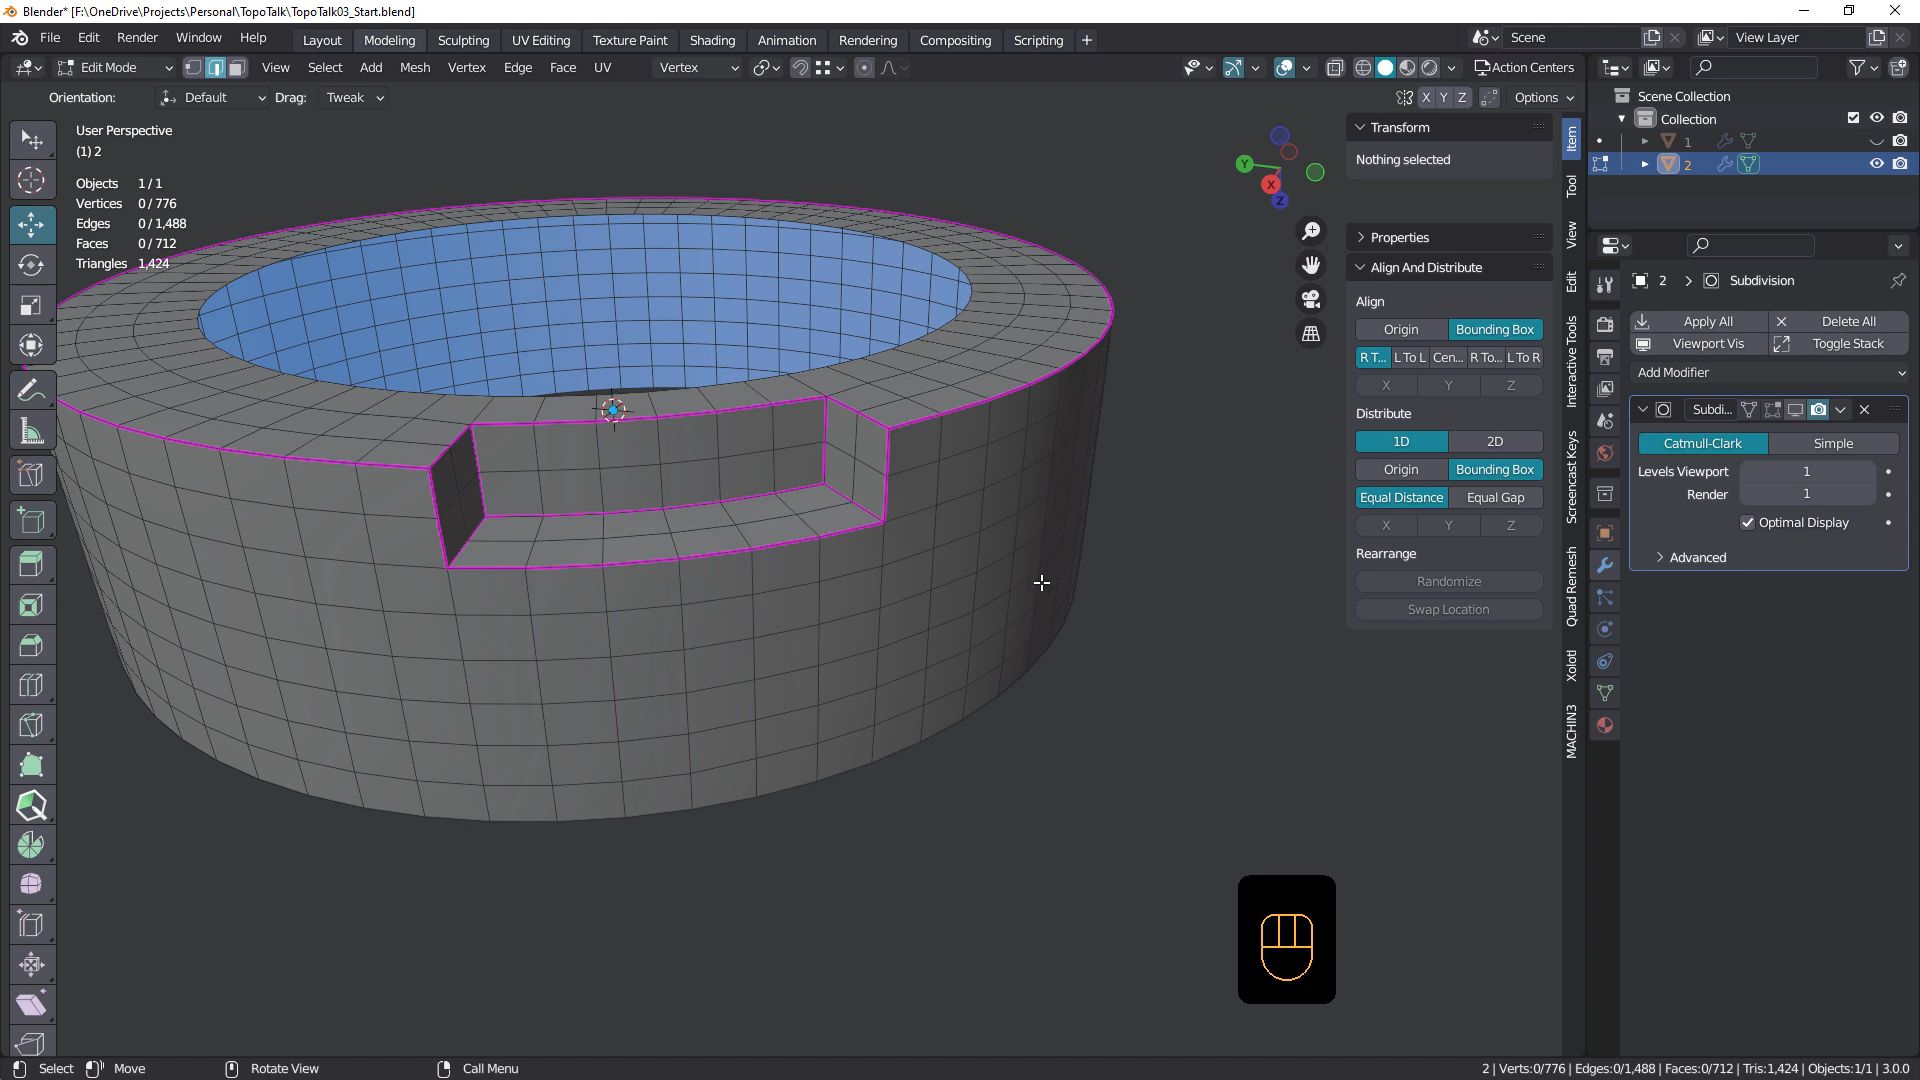 Blender* [F:\OneDrive\Projects\Personal\TopoTalk\TopoTalk03_Start.blend]
File Edit Render Window Help Layout Modeling Sculpting UV Editing Texture Paint Shading Animation Rendering Compositing Scripting + Scene View Layer
Edit Mode View Select Add Mesh Vertex Edge Face UV Vertex Action Centers
Orientation: Default Drag: Tweak X Y Z Options
User Perspective
(1) 2
Objects 1/1
Vertices 0/776
Edges 0/1,488
Faces 0/712
Triangles 1,424
Y
X
Z
Transform
Nothing selected
Properties
Align And Distribute
Align
Origin Bounding Box
R T... L To L Cen... R To... L To R
X Y Z
Distribute
1D 2D
Origin Bounding Box
Equal Distance Equal Gap
X Y Z
Rearrange
Randomize
Swap Location
Item
Tool
View
Edit
Interactive Tools
Screencast Keys
Quad Remesh
Xolotl
MACHIN3
Scene Collection
Collection
1
2
2 > Subdivision
Apply All Delete All
Viewport Vis Toggle Stack
Add Modifier
Subdi...
Catmull-Clark Simple
Levels Viewport 1
Render 1
Optimal Display
Advanced
Select Move Rotate View Call Menu
2 | Verts:0/776 | Edges:0/1,488 | Faces:0/712 | Tris:1,424 | Objects:1/1 | 3.0.0